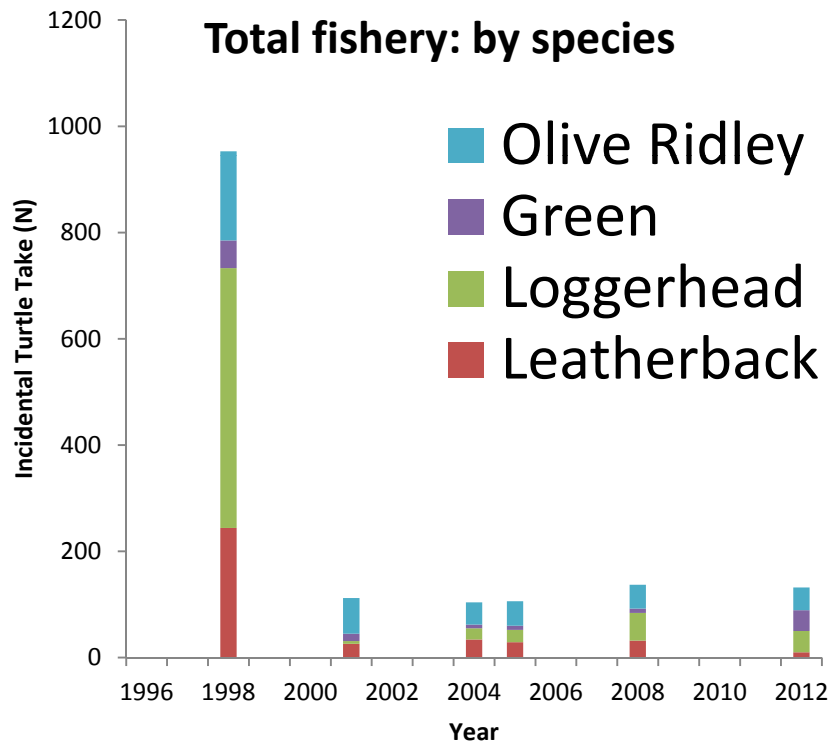 Total fishery: by species
Olive Ridley
Green
Loggerhead
Leatherback
Incidental Turtle Take (N)
1200
1000
800
600
400
200
0
1996 1998 2000 2002 2004 2006 2008 2010 2012
Year